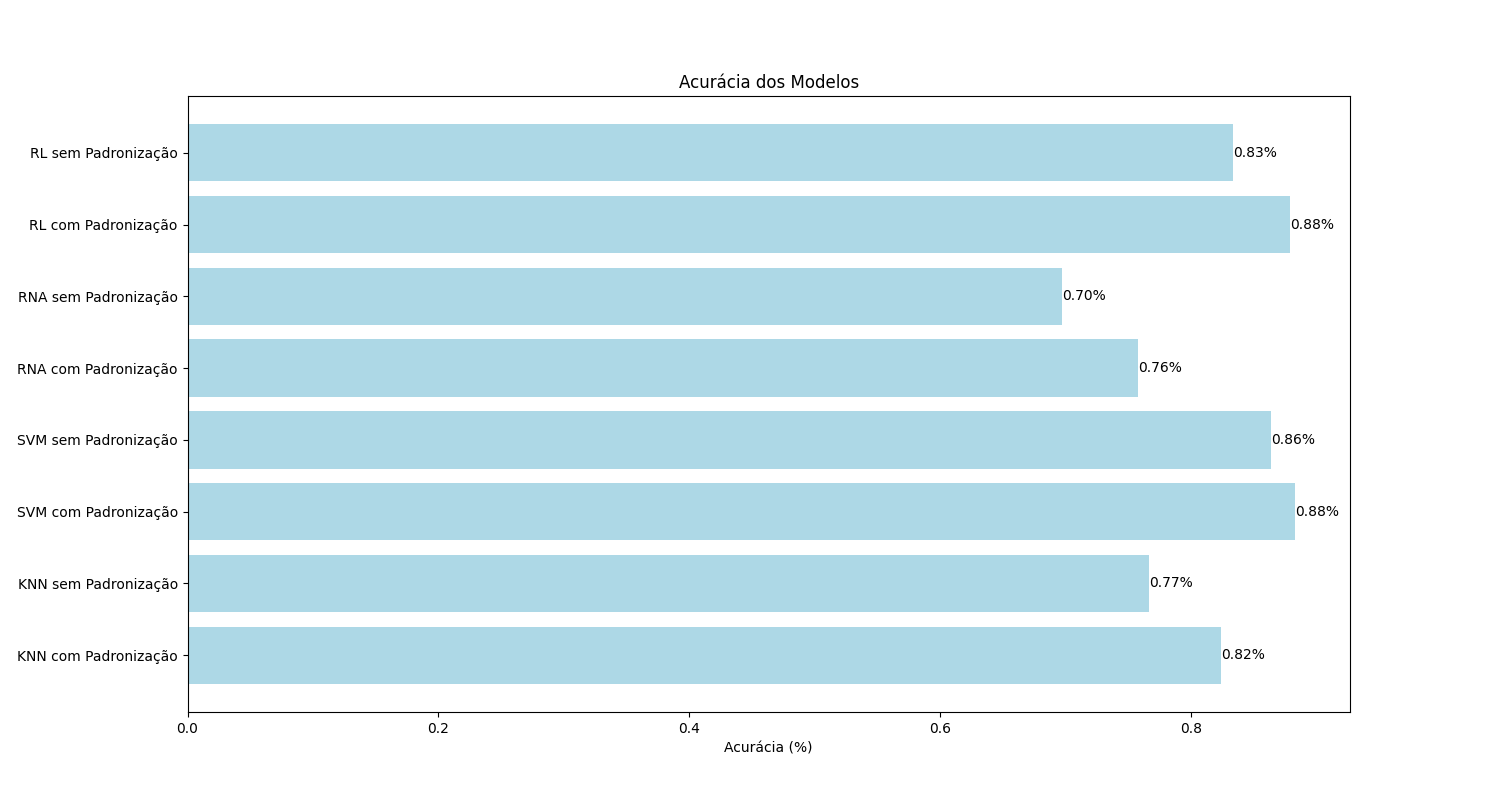 Acurácia dos Modelos
RL sem Padronização 0.83%
RL com Padronização 0.88%
RNA sem Padronização 0.70%
RNA com Padronização 0.76%
SVM sem Padronização 0.86%
SVM com Padronização 0.88%
KNN sem Padronização 0.77%
KNN com Padronização 0.82%
0.0 0.2 0.4 0.6 0.8
Acurácia (%)